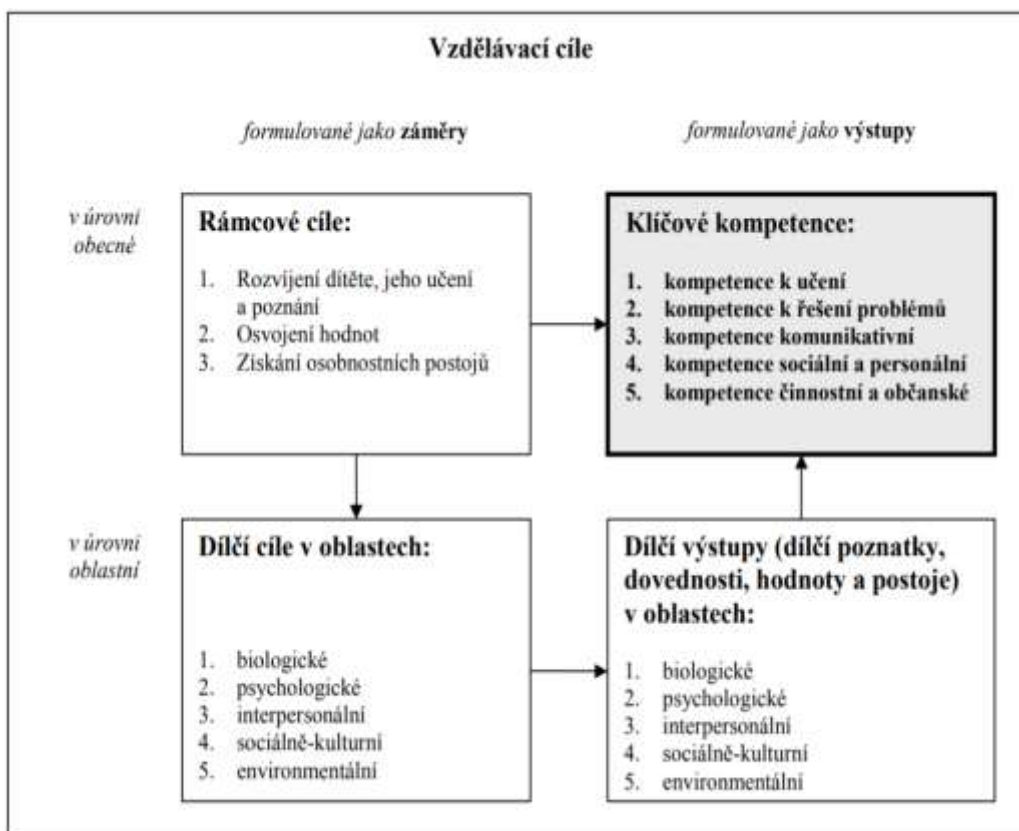 Vzdělávací cíle
formulované jako záměry
formulované jako výstupy
v úrovni
obecné
Rámcové cíle:
1. Rozvíjení dítěte, jeho učení
a poznání
2. Osvojení hodnot
3. Získání osobnostních postojů
Klíčové kompetence:
1. kompetence k učení
2. kompetence k řešení problémů
3. kompetence komunikativní
4. kompetence sociální a personální
5. kompetence činnostní a občanské
v úrovni
oblastní
Dílčí cíle v oblastech:
1. biologické
2. psychologické
3. interpersonální
4. sociálně-kulturní
5. environmentální
Dílčí výstupy (dílčí poznatky,
dovednosti, hodnoty a postoje)
v oblastech:
1. biologické
2. psychologické
3. interpersonální
4. sociálně-kulturní
5. environmentální